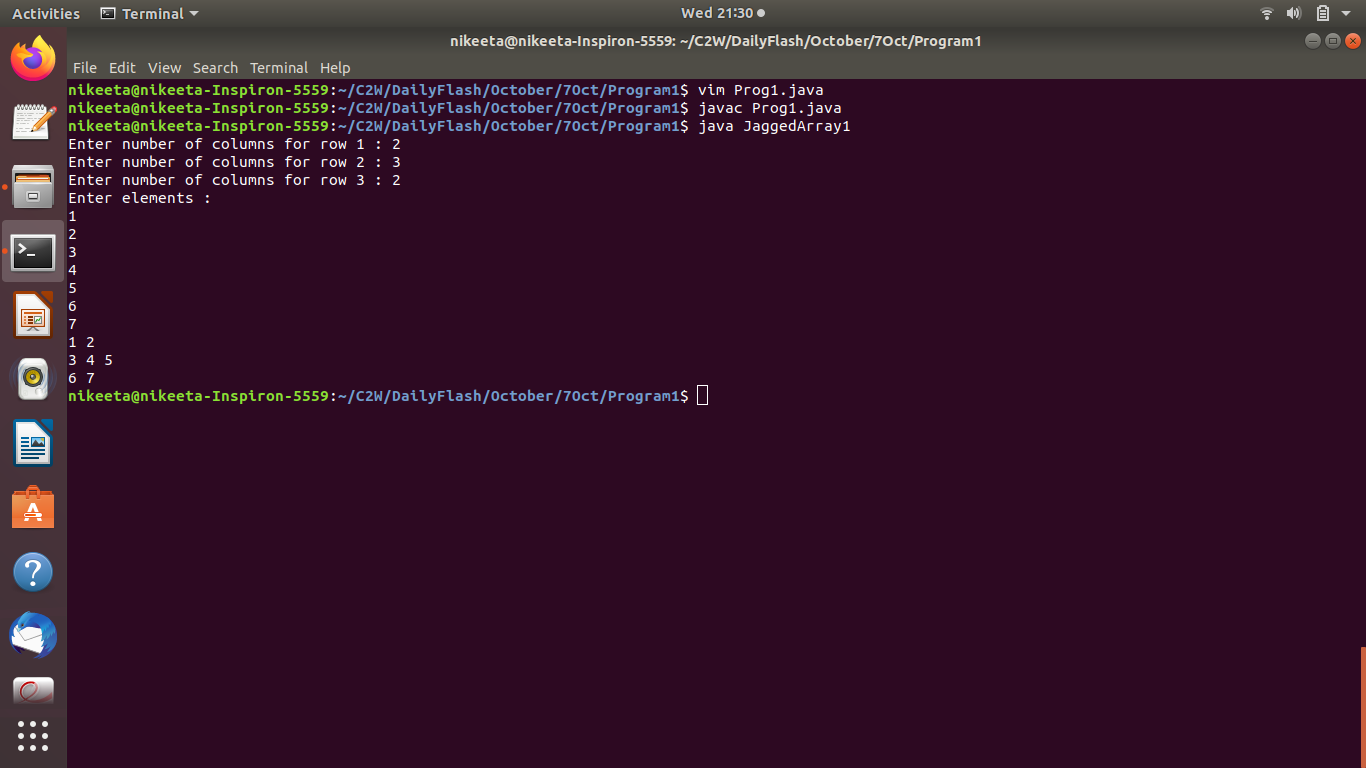 Activities Terminal Wed 21:30
nikeeta@nikeeta-Inspiron-5559: ~/C2W/DailyFlash/October/7Oct/Program1
File Edit View Search Terminal Help
nikeeta@nikeeta-Inspiron-5559:~/C2W/DailyFlash/October/7Oct/Program1$ vim Prog1.java
nikeeta@nikeeta-Inspiron-5559:~/C2W/DailyFlash/October/7Oct/Program1$ javac Prog1.java
nikeeta@nikeeta-Inspiron-5559:~/C2W/DailyFlash/October/7Oct/Program1$ java JaggedArray1
Enter number of columns for row 1 : 2
Enter number of columns for row 2 : 3
Enter number of columns for row 3 : 2
Enter elements :
1
2
3
4
5
6
7
1 2
3 4 5
6 7
nikeeta@nikeeta-Inspiron-5559:~/C2W/DailyFlash/October/7Oct/Program1$